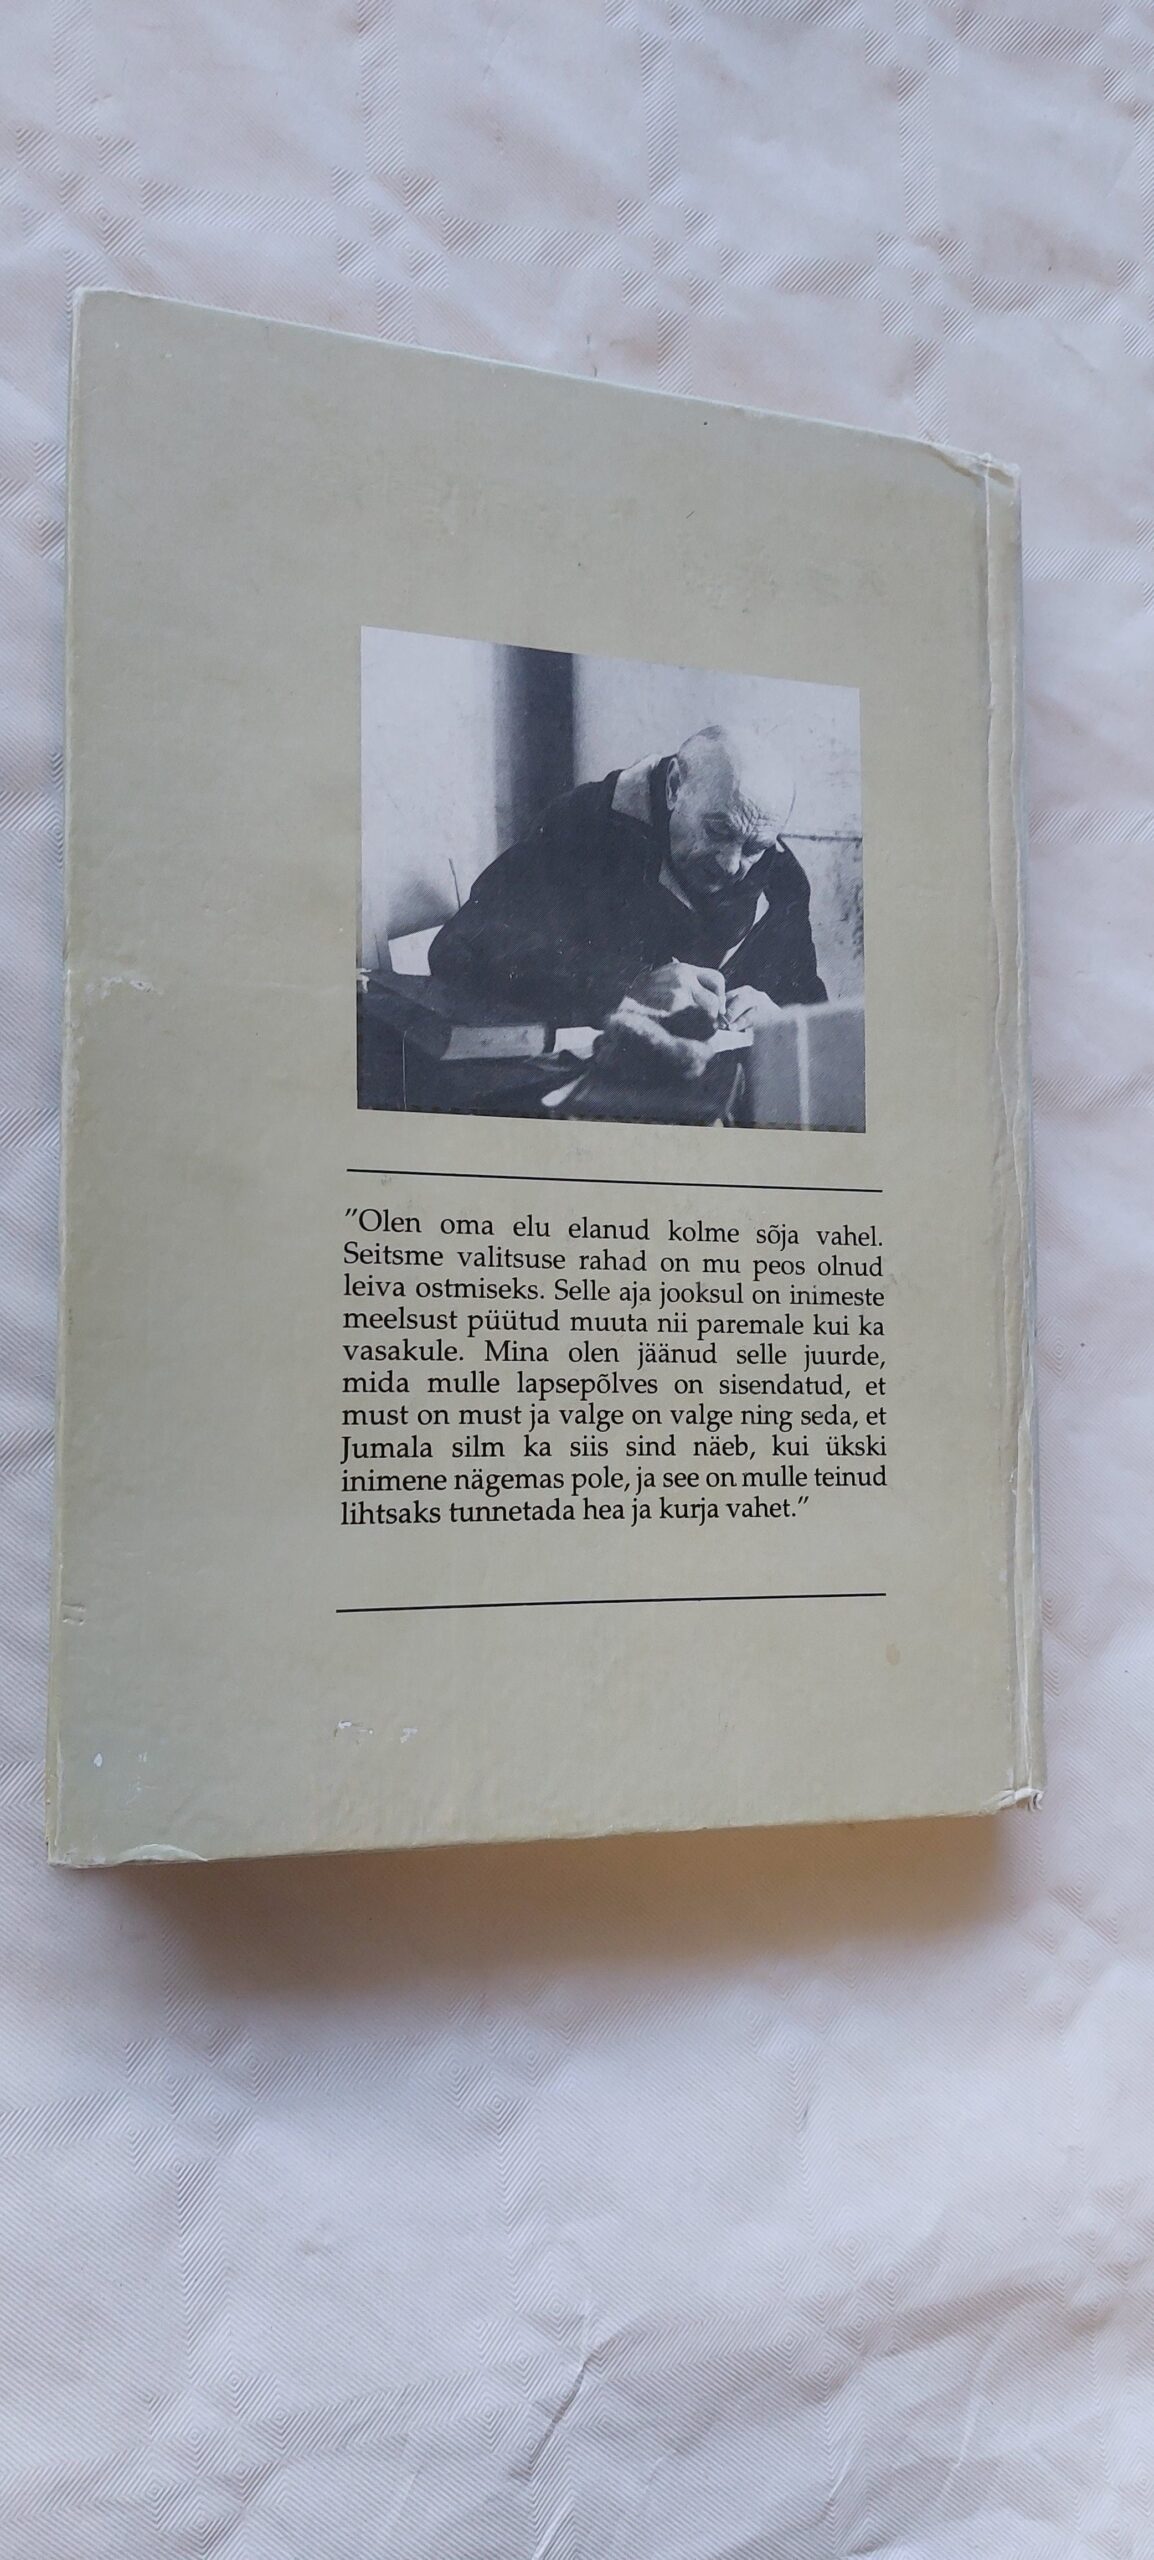 "Olen oma elu elanud kolme sõja vahel.
Seitsme valitsuse rahad on mu peos olnud
leiva ostmiseks. Selle aja jooksul on inimeste
meelsust püütud muuta nii paremale kui ka
vasakule. Mina olen jäänud selle juurde,
mida mulle lapsepõlves on sisendatud, et
must on must ja valge on valge ning seda, et
Jumala silm ka siis sind näeb, kui ükski
inimene nägemas pole, ja see on mulle teinud
lihtsaks tunnetada hea ja kurja vahet."